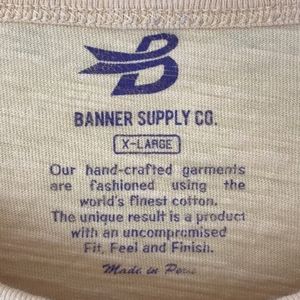 B
BANNER SUPPLY CO.
X-LARGE
Our hand-crafted garments
are fashioned using the
world's finest cotton.
The unique result is a product
with an uncompromised
Fit, Feel and Finish.
Made in Peru